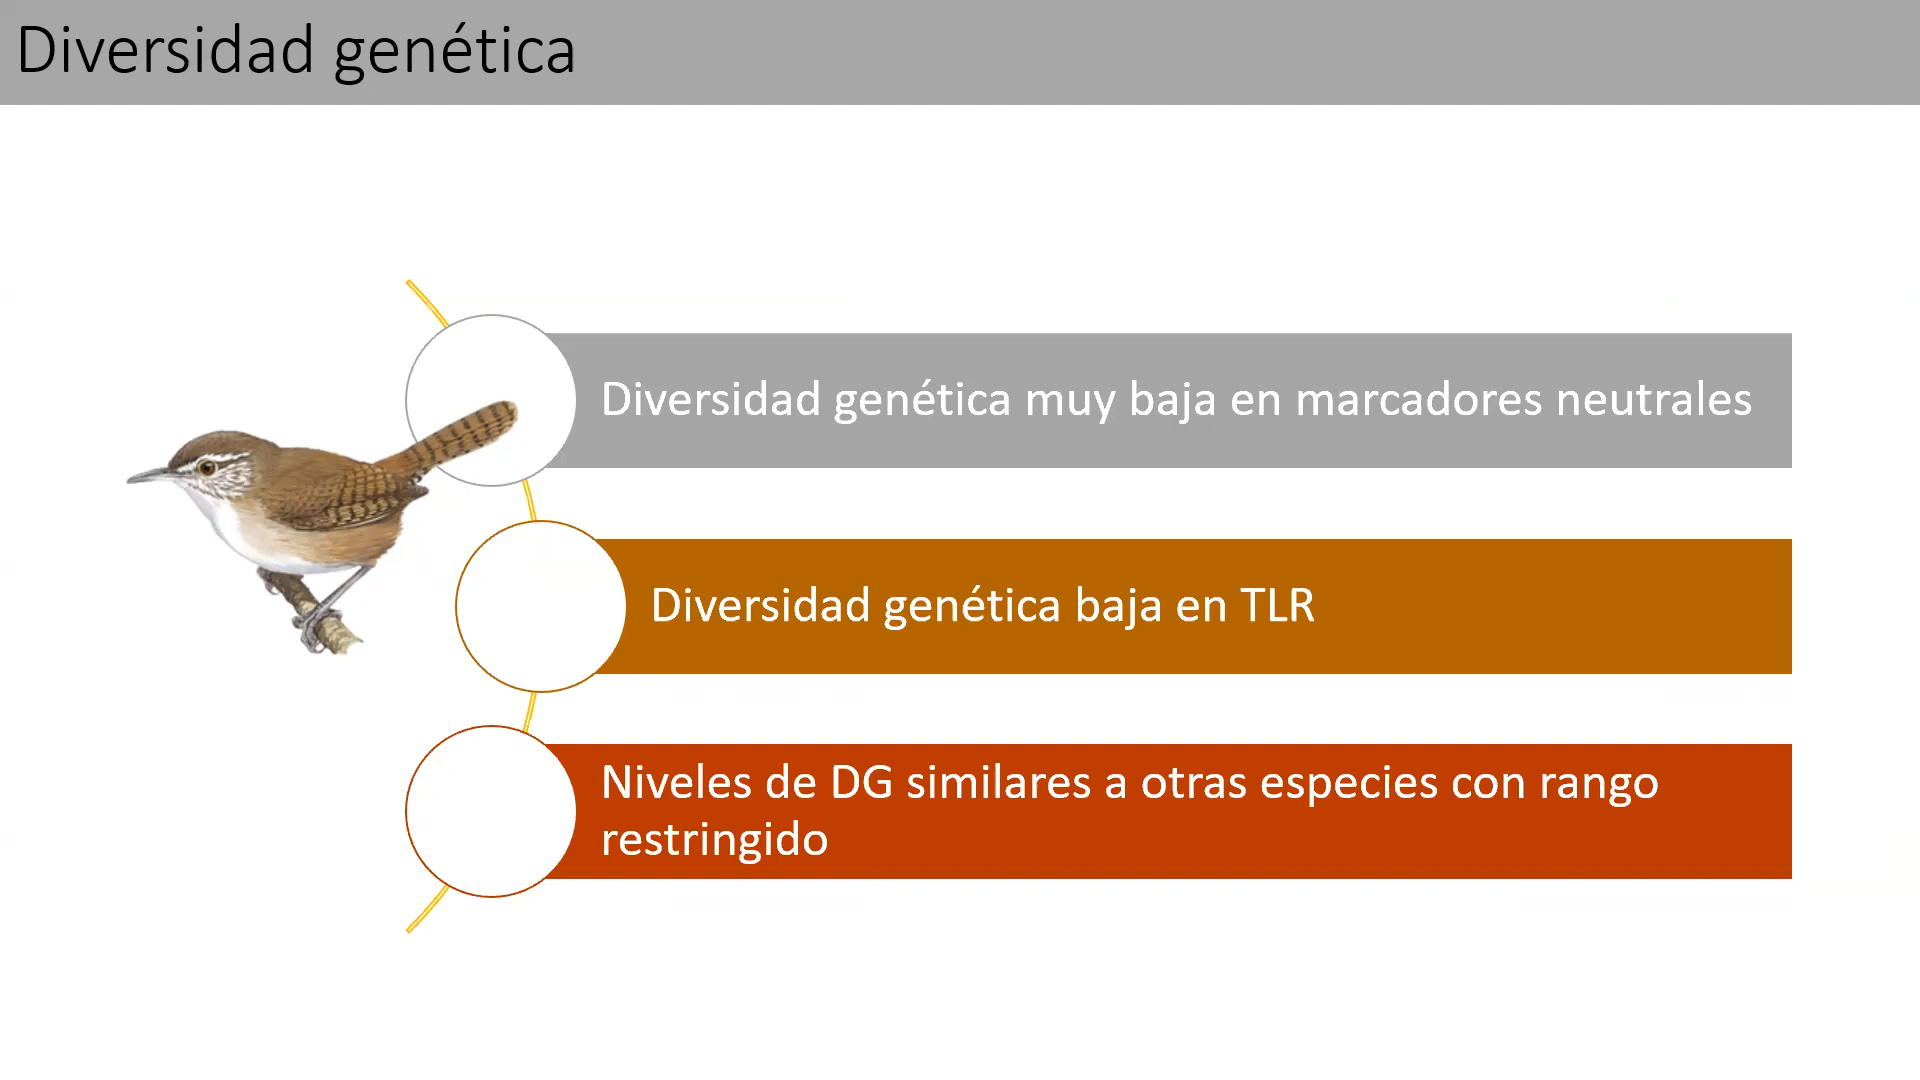 Diversidad genética
Diversidad genética muy baja en marcadores neutrales
Diversidad genética baja en TLR
Niveles de DG similares a otras especies con rango
restringido